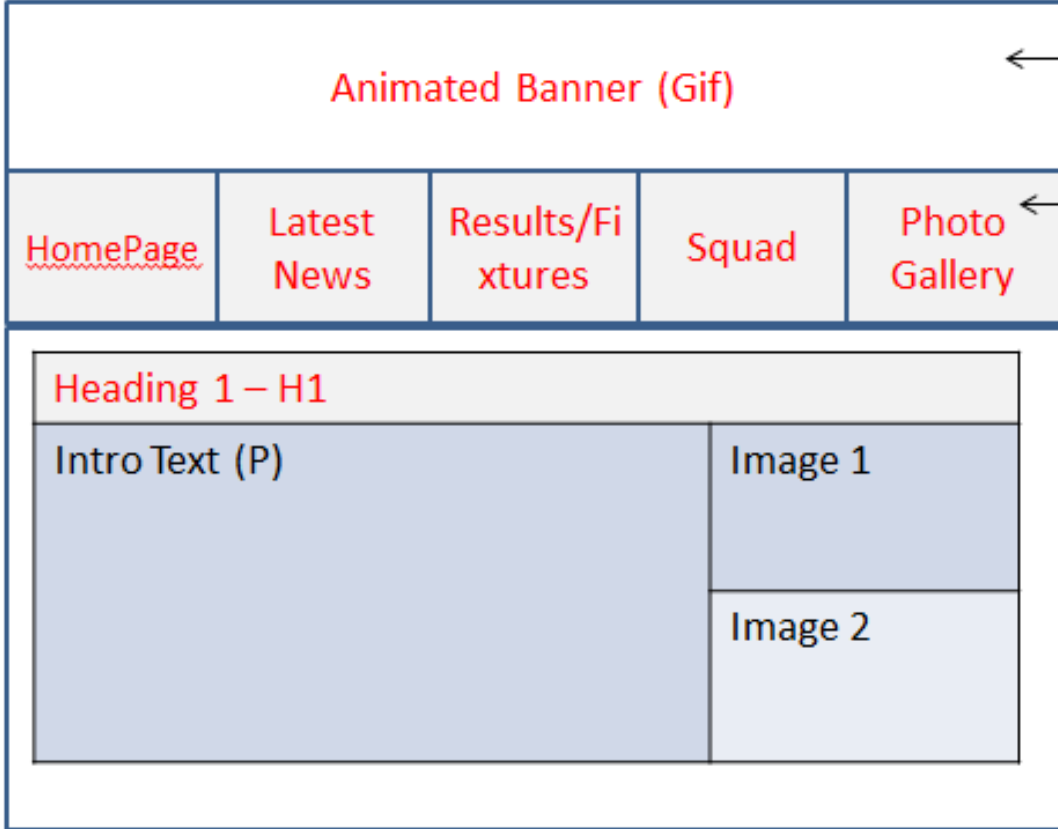 Animated Banner (Gif)
HomePage
Latest
News
Results/Fi
xtures
Squad
Photo
Gallery
Heading 1 – H1
Intro Text (P)
Image 1
Image 2